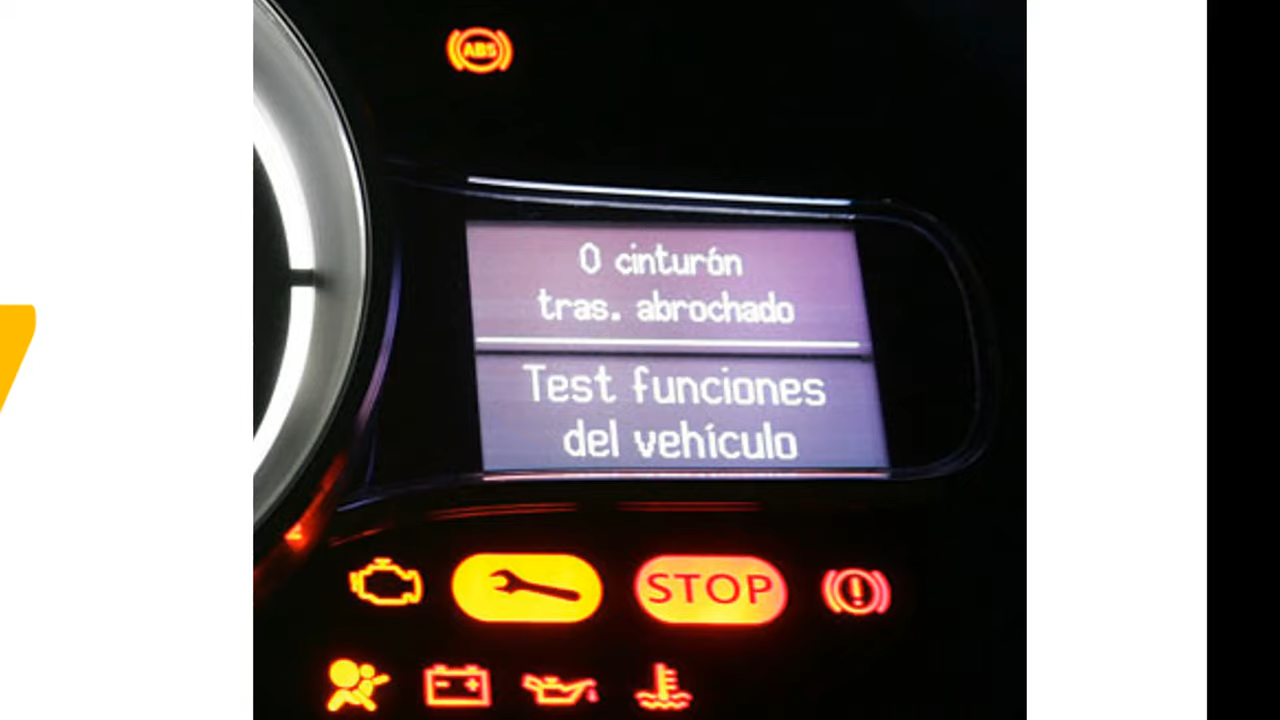 ABS
0 cinturón
tras. abrochado
Test funciones
del vehículo
STOP